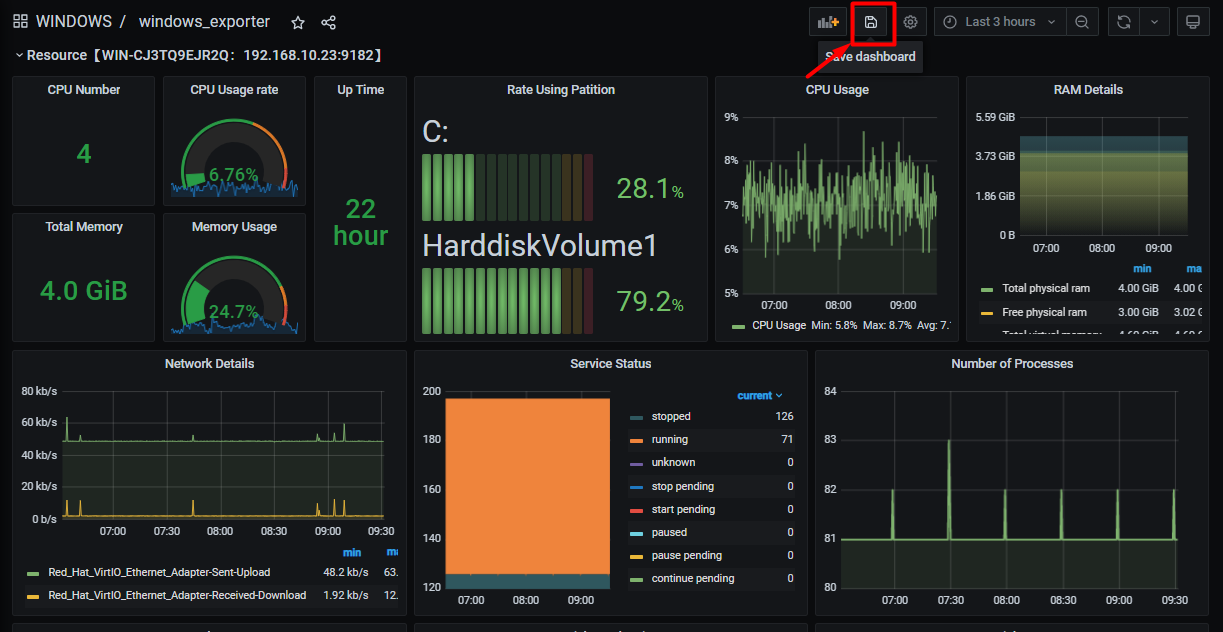 WINDOWS / windows_exporter
Last 3 hours
Save dashboard
Resource【WIN-CJ3TQ9EJR2Q：192.168.10.23:9182】
CPU Number
4
CPU Usage rate
6.76%
Up Time
22
hour
Total Memory
4.0 GiB
Memory Usage
24.7%
Rate Using Patition
C:
28.1%
HarddiskVolume1
79.2%
CPU Usage
9%
8%
7%
6%
5%
07:00 08:00 09:00
CPU Usage Min: 5.8% Max: 8.7% Avg: 7.
RAM Details
5.59 GiB
3.73 GiB
1.86 GiB
0 B
07:00 08:00 09:00
min ma
Total physical ram 4.00 GiB 4.00 G
Free physical ram 3.00 GiB 3.02 G
Total virtual memory 4.69 GiB
Network Details
80 kb/s
60 kb/s
40 kb/s
20 kb/s
0 b/s
07:00 07:30 08:00 08:30 09:00 09:30
min ma
Red_Hat_VirtIO_Ethernet_Adapter-Sent-Upload 48.2 kb/s 63.
Red_Hat_VirtIO_Ethernet_Adapter-Received-Download 1.92 kb/s 12.
Service Status
200
180
160
140
120
07:00 08:00 09:00
current
stopped 126
running 71
unknown 0
stop pending 0
start pending 0
paused 0
pause pending 0
continue pending 0
Number of Processes
84
83
82
81
80
07:00 07:30 08:00 08:30 09:00 09:30